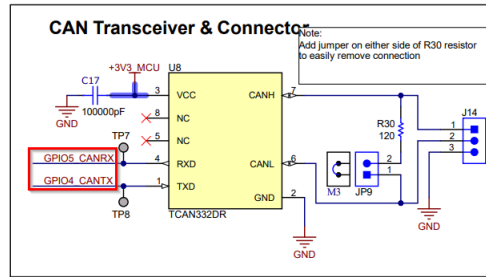 CAN Transceiver & Connector
Note:
Add jumper on either side of R30 resistor
to easily remove connection
+3V3_MCU
U8
C17
100000pF
GND
3 VCC
CANH 7
8 NC
5 NC
R30
120
J14
1
2
3
TP7
GPIO5_CANRX
4 RXD
CANL 6
GPIO4_CANTX
1 TXD
2
1
M3
JP9
GND 2
TP8
TCAN332DR
GND
GND